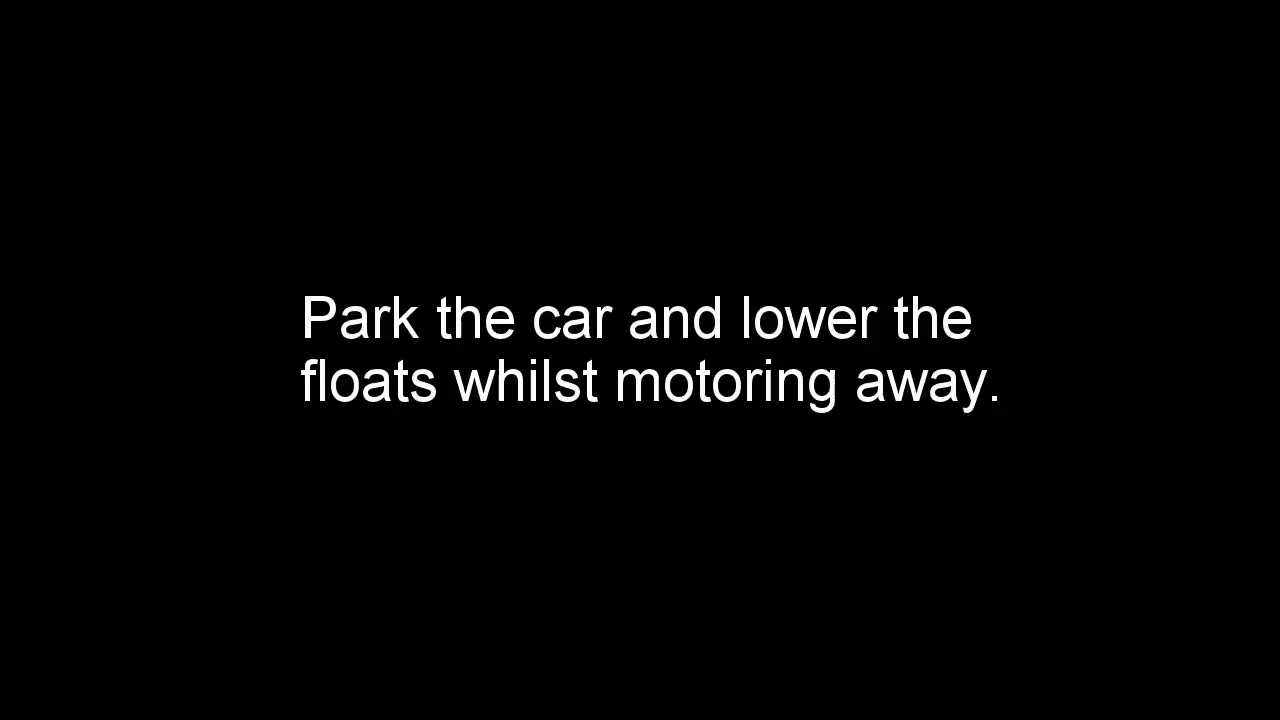 Park the car and lower the
floats whilst motoring away.